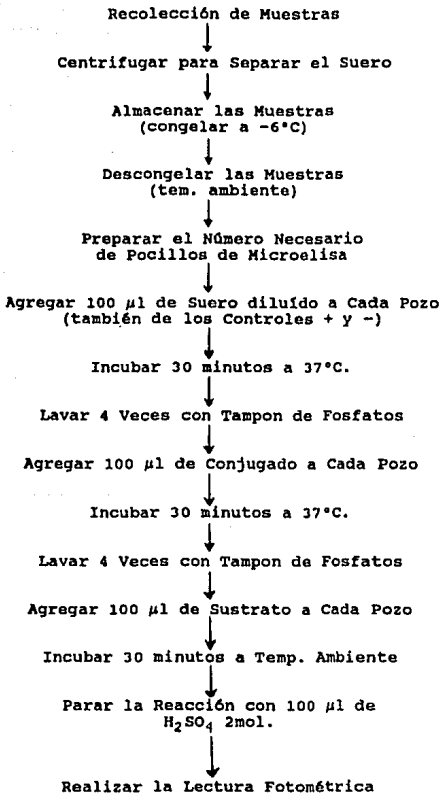 Recolección de Muestras
Centrifugar para Separar el Suero
Almacenar las Muestras
(congelar a -6°C)
Descongelar las Muestras
(tem. ambiente)
Preparar el Número Necesario
de Pocillos de Microelisa
Agregar 100 µl de Suero diluído a Cada Pozo
(también de los Controles + y -)
Incubar 30 minutos a 37°C.
Lavar 4 Veces con Tampon de Fosfatos
Agregar 100 µl de Conjugado a Cada Pozo
Incubar 30 minutos a 37°C.
Lavar 4 Veces con Tampon de Fosfatos
Agregar 100 µl de Sustrato a Cada Pozo
Incubar 30 minutos a Temp. Ambiente
Parar la Reacción con 100 µl de
H₂SO₄ 2mol.
Realizar la Lectura Fotométrica